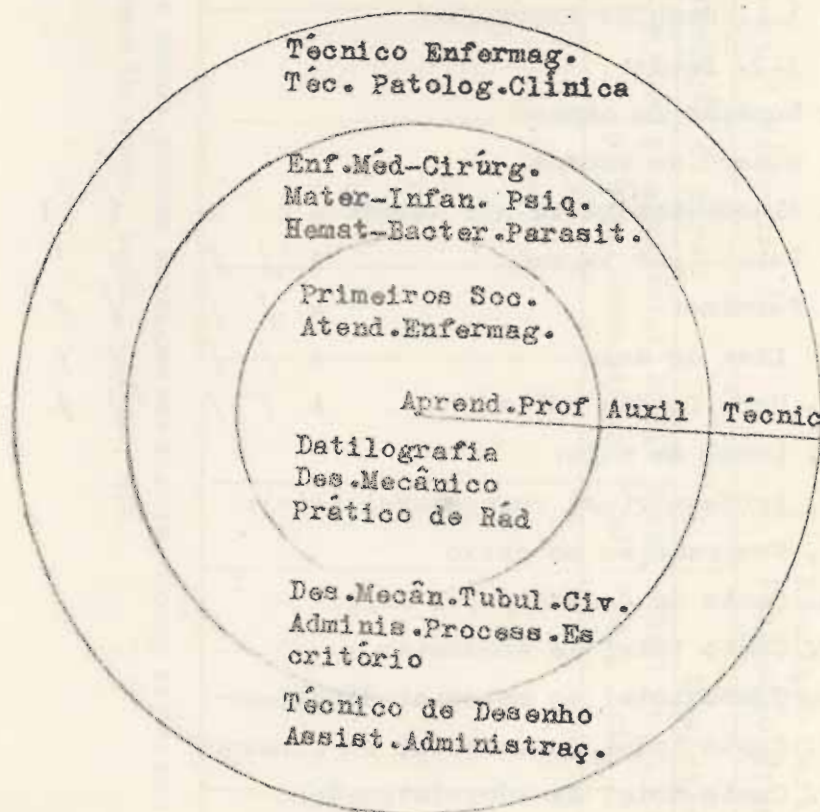 Técnico Enfermag.
Téc. Patolog.Clínica
Enf.Méd-Cirúrg.
Mater-Infan. Psiq.
Hemat-Bacter.Parasit.
Primeiros Soc.
Atend.Enfermag.
Aprend.Prof Auxil Técnic
Datilografia
Des.Mecânico
Prático de Rád
Des.Mecân.Tubul.Civ.
Adminis.Process.Es
critório
Técnico de Desenho
Assist.Administraç.